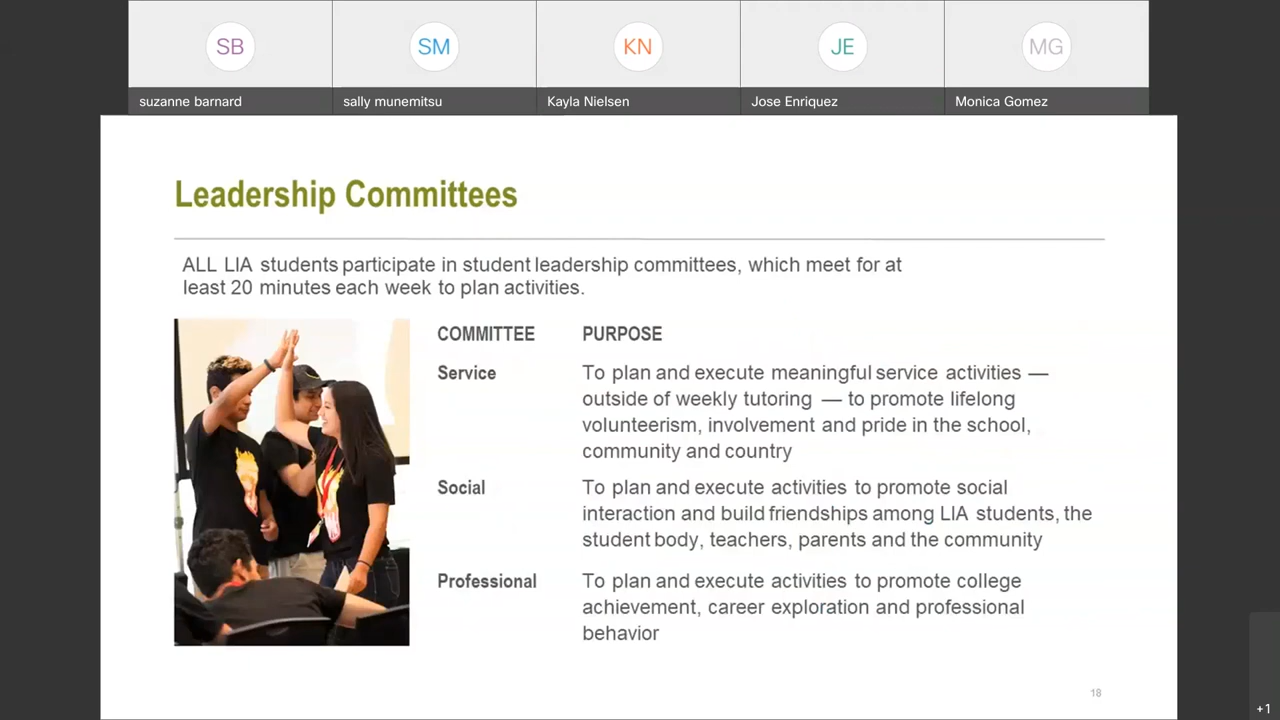 SB
SM
KN
JE
MG
suzanne barnard
sally munemitsu
Kayla Nielsen
Jose Enriquez
Monica Gomez
Leadership Committees
ALL LIA students participate in student leadership committees, which meet for at
least 20 minutes each week to plan activities.
COMMITTEE PURPOSE
Service To plan and execute meaningful service activities —
outside of weekly tutoring — to promote lifelong
volunteerism, involvement and pride in the school,
community and country
Social To plan and execute activities to promote social
interaction and build friendships among LIA students, the
student body, teachers, parents and the community
Professional To plan and execute activities to promote college
achievement, career exploration and professional
behavior
18
+1